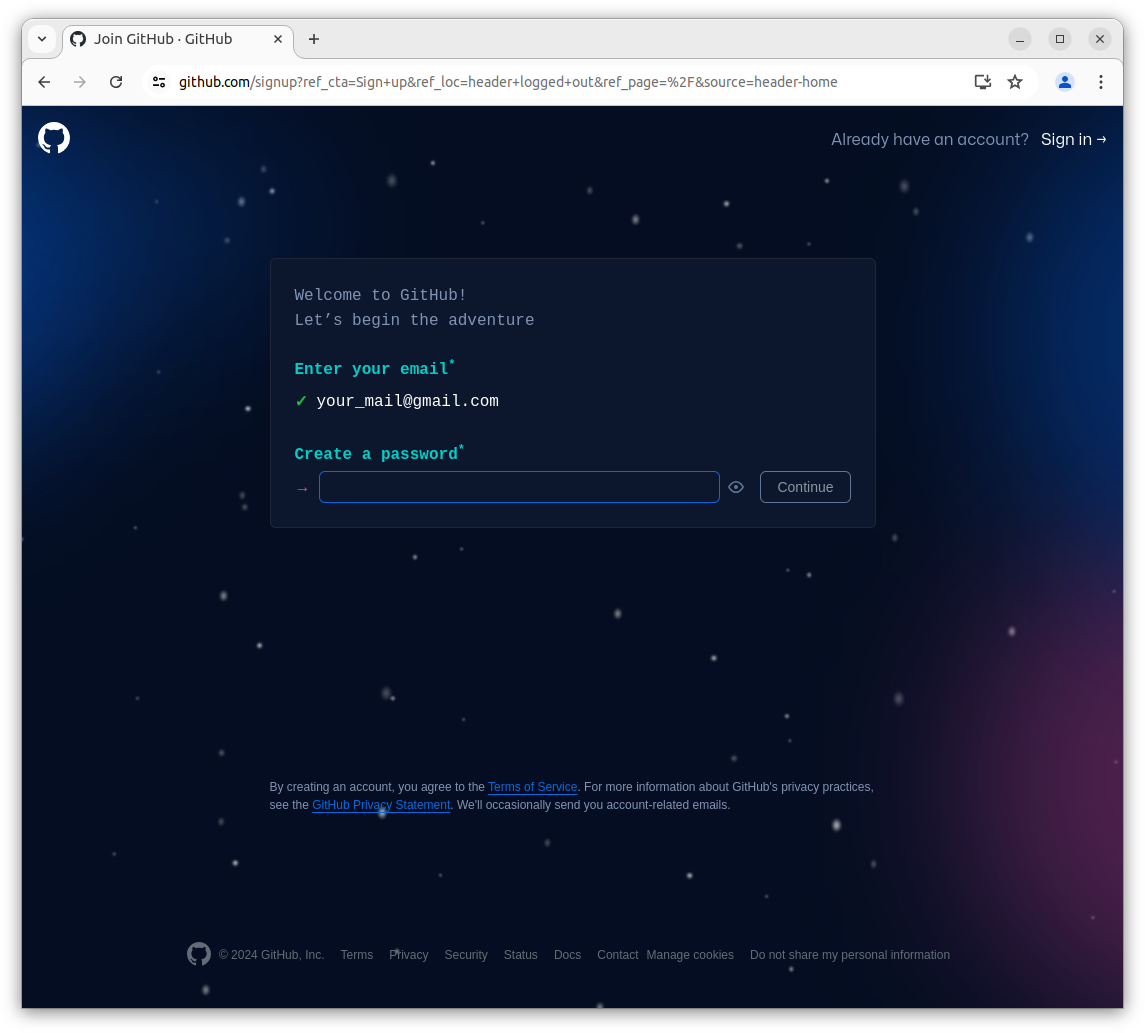 Join GitHub · GitHub
github.com/signup?ref_cta=Sign+up&ref_loc=header+logged+out&ref_page=%2F&source=header-home
Already have an account? Sign in →
Welcome to GitHub!
Let’s begin the adventure
Enter your email*
✓ your_mail@gmail.com
Create a password*
→ Continue
By creating an account, you agree to the Terms of Service. For more information about GitHub's privacy practices,
see the GitHub Privacy Statement. We'll occasionally send you account-related emails.
© 2024 GitHub, Inc. Terms Privacy Security Status Docs Contact Manage cookies Do not share my personal information